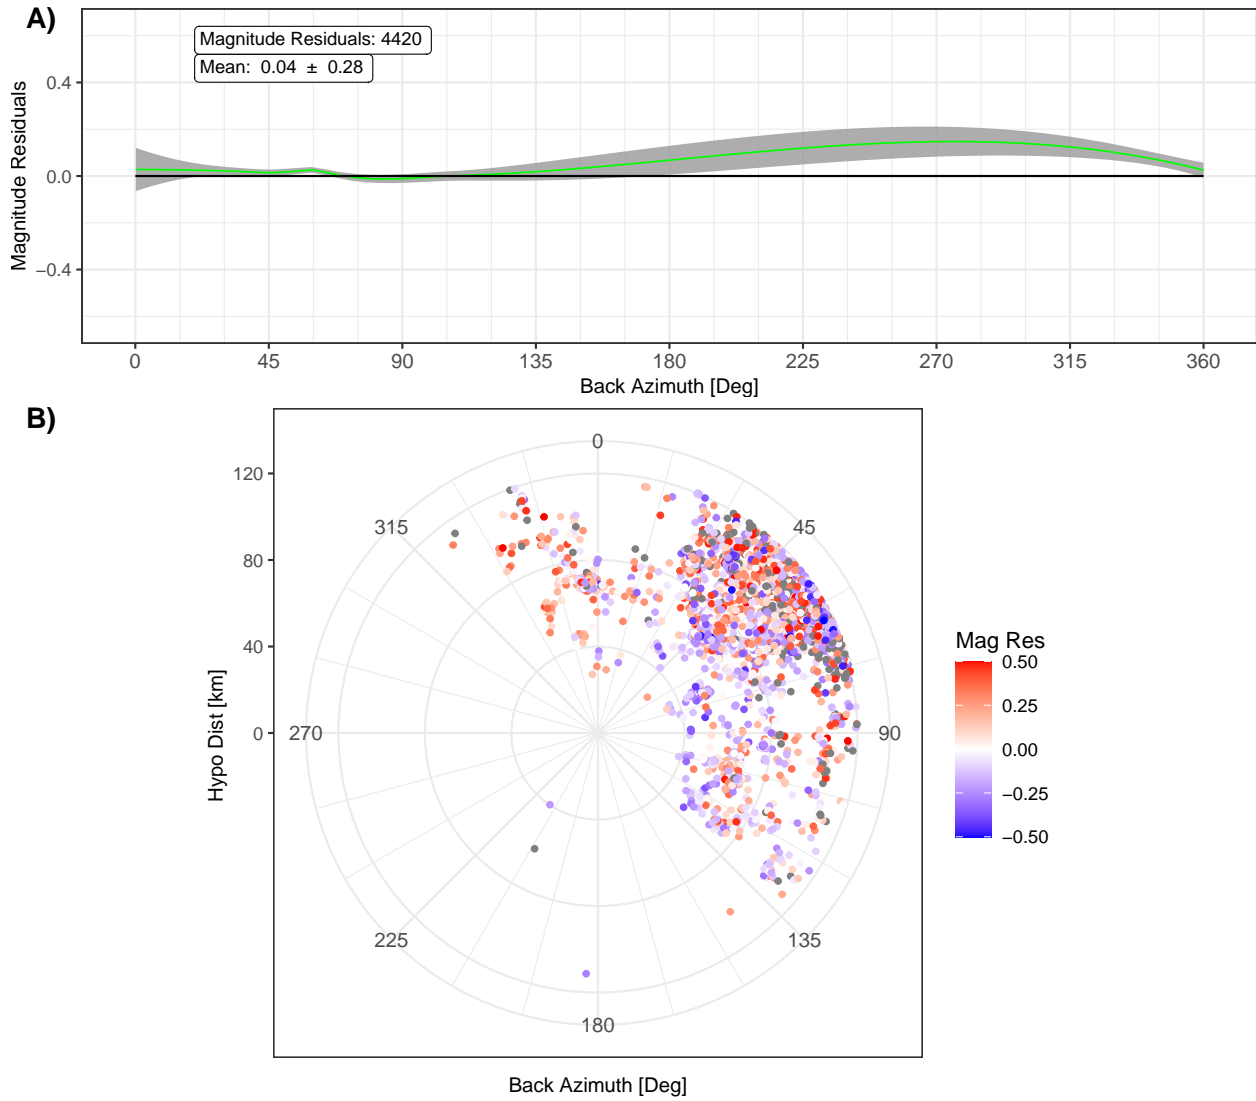 A)
Magnitude Residuals: 4420
Mean:  0.04  ±  0.28
Magnitude Residuals
0.4
0.0
−0.4
0 45 90 135 180 225 270 315 360
Back Azimuth [Deg]
B)
Hypo Dist [km]
120
80
40
0
0
45
90
135
180
225
270
315
Back Azimuth [Deg]
Mag Res
0.50
0.25
0.00
−0.25
−0.50